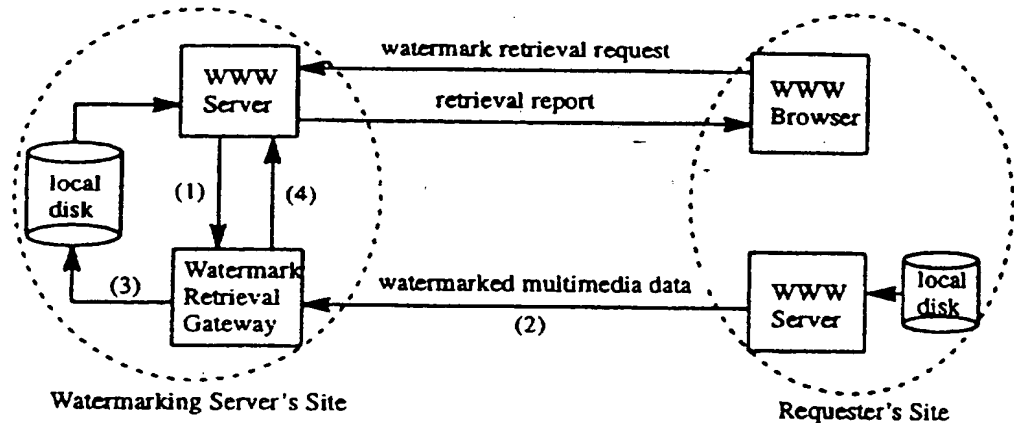 watermark retrieval request
WWW
Server
WWW
Browser
retrieval report
local
disk
(1)
(4)
Watermark
Retrieval
Gateway
(3)
watermarked multimedia data
(2)
WWW
Server
local
disk
Watermarking Server's Site
Requester's Site